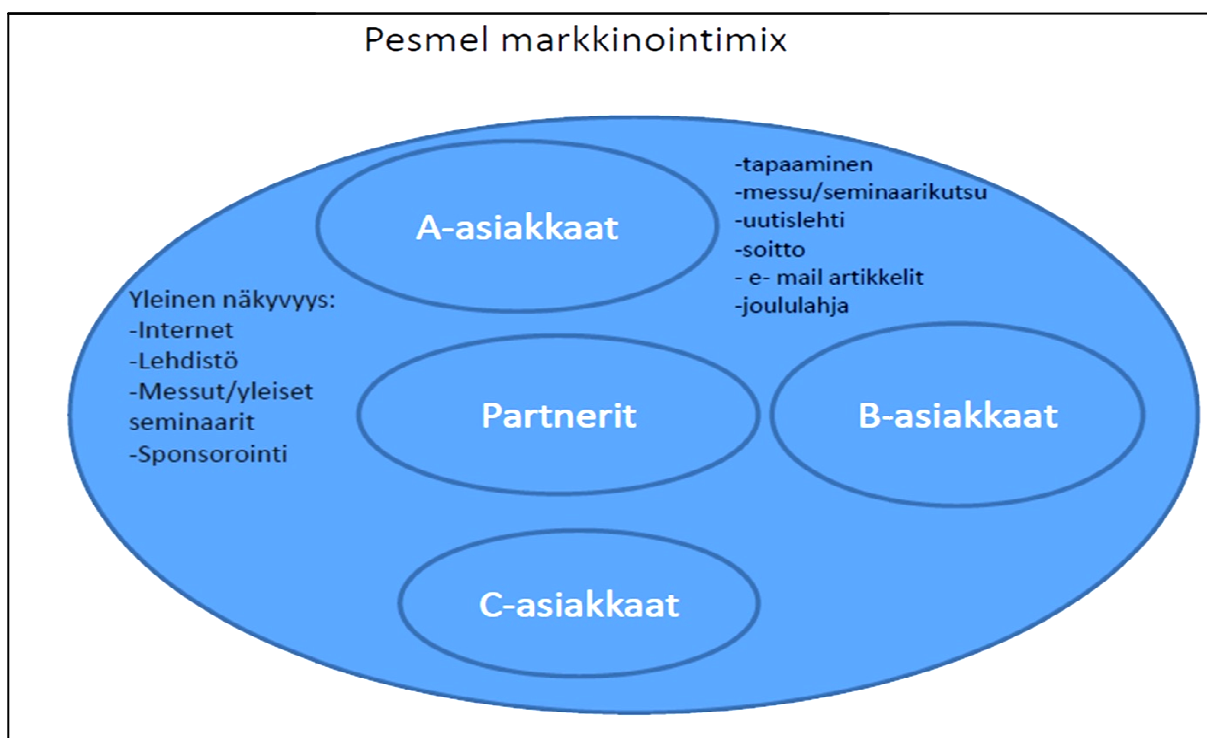 Pesmel markkinointimix
A-asiakkaat
-tapaaminen
-messu/seminaarikutsu
-uutislehti
-soitto
- e- mail artikkelit
-joululahja
Yleinen näkyvyys:
-Internet
-Lehdistö
-Messut/yleiset
seminaarit
-Sponsorointi
Partnerit
B-asiakkaat
C-asiakkaat